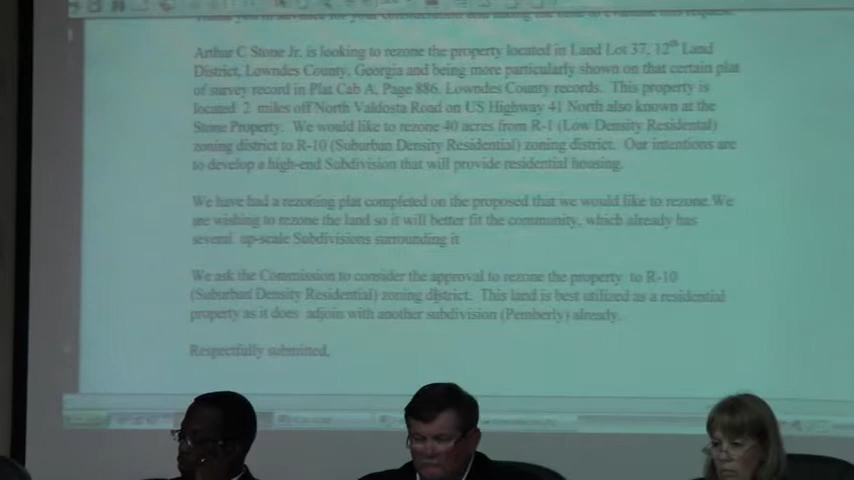 Arthur C Stone Jr. is looking to rezone the property located in Land Lot 37, 12th Land
District, Lowndes County, Georgia and being more particularly shown on that certain plat
of survey record in Plat Cab A, Page 886, Lowndes County records. This property is
located 2 miles off North Valdosta Road on US Highway 41 North also known at the
Stone Property. We would like to rezone 40 acres from R-1 (Low Density Residental)
zoning district to R-10 (Suburban Density Residential) zoning district. Our intentions are
to develop a high-end Subdivision that will provide residential housing.
We have had a rezoning plat completed on the proposed that we would like to rezone. We
are wishing to rezone the land so it will better fit the community, which already has
several up-scale Subdivisions surrounding it
We ask the Commission to consider the approval to rezone the property to R-10
(Suburban Density Residential) zoning district. This land is best utilized as a residential
property as it does adjoin with another subdivision (Pemberly) already.
Respectfully submitted,